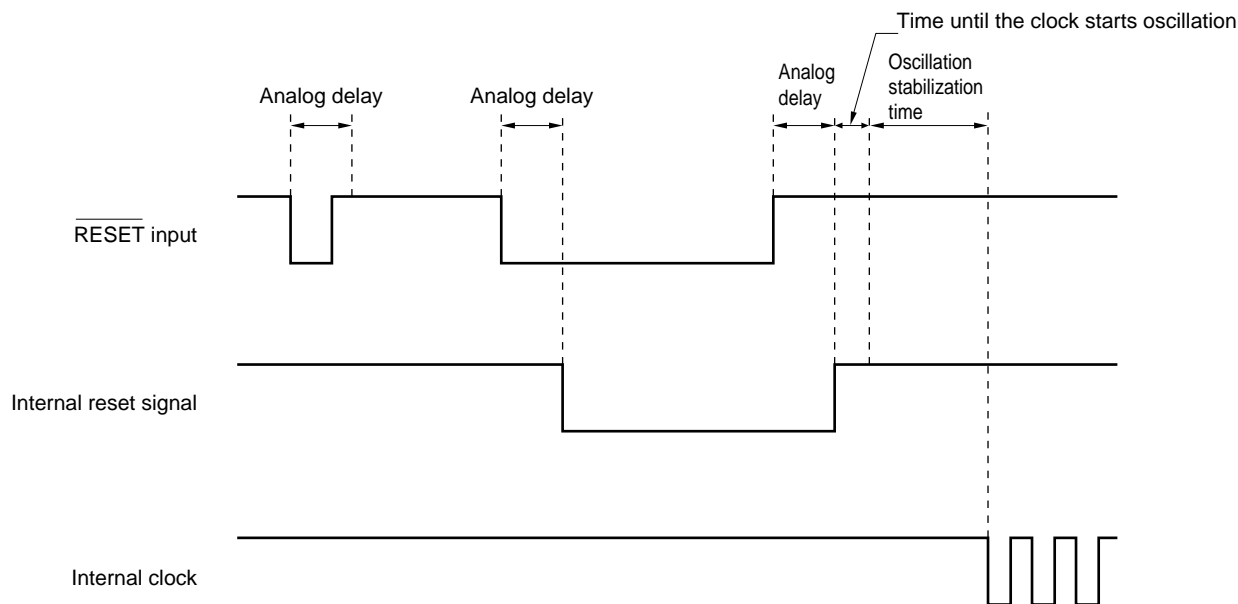 Time until the clock starts oscillation
Analog delay
Analog delay
Analog
delay
Oscillation
stabilization
time
RESET input
Internal reset signal
Internal clock